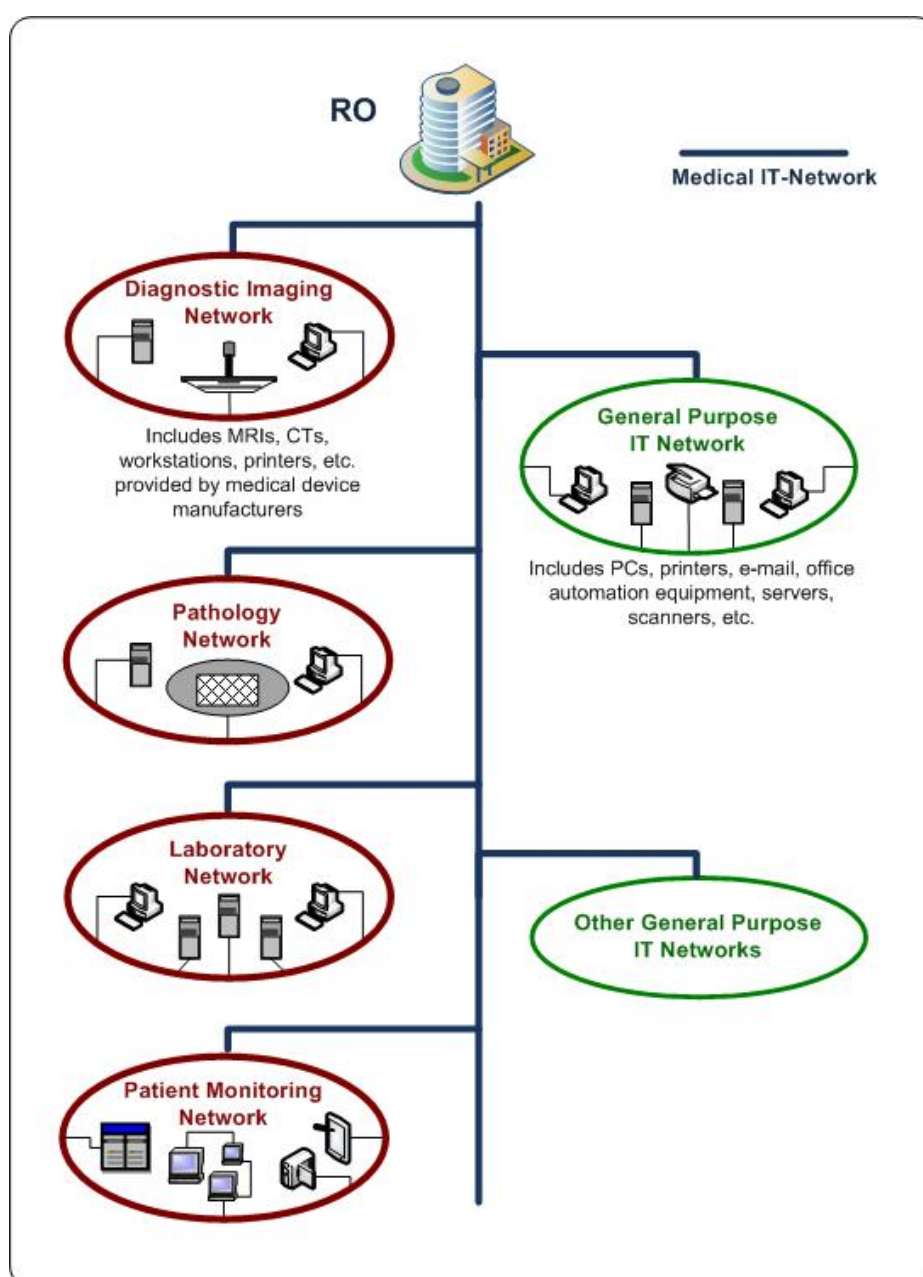 RO
Medical IT-Network
Diagnostic Imaging
Network
Includes MRIs, CTs,
workstations, printers, etc.
provided by medical device
manufacturers
General Purpose
IT Network
Includes PCs, printers, e-mail, office
automation equipment, servers,
scanners, etc.
Pathology
Network
Laboratory
Network
Other General Purpose
IT Networks
Patient Monitoring
Network